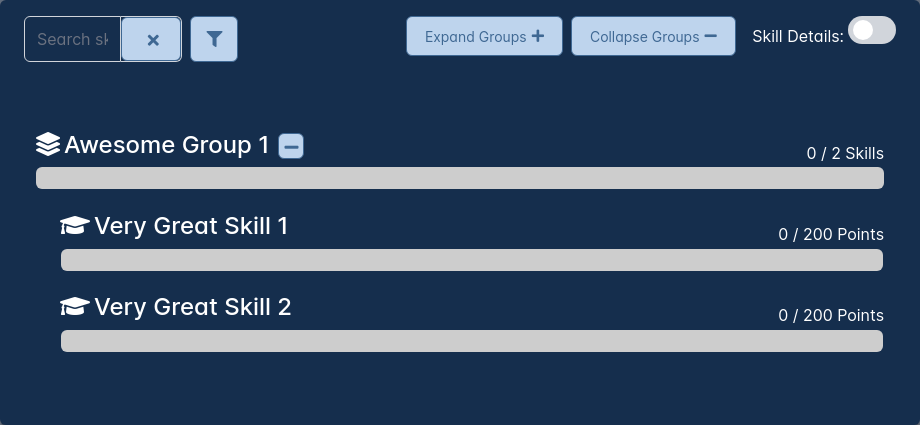 Search sk
Expand Groups
Collapse Groups
Skill Details:
Awesome Group 1
0 / 2 Skills
Very Great Skill 1
0 / 200 Points
Very Great Skill 2
0 / 200 Points